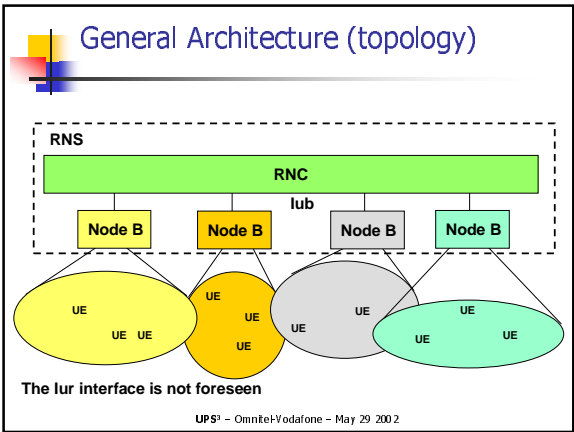 General Architecture (topology)
RNS
RNC
Iub
Node B Node B Node B Node B
UE UE UE
UE UE UE
UE UE
UE UE UE
The Iur interface is not foreseen
UPS³ – Omnitel-Vodafone – May 29 2002